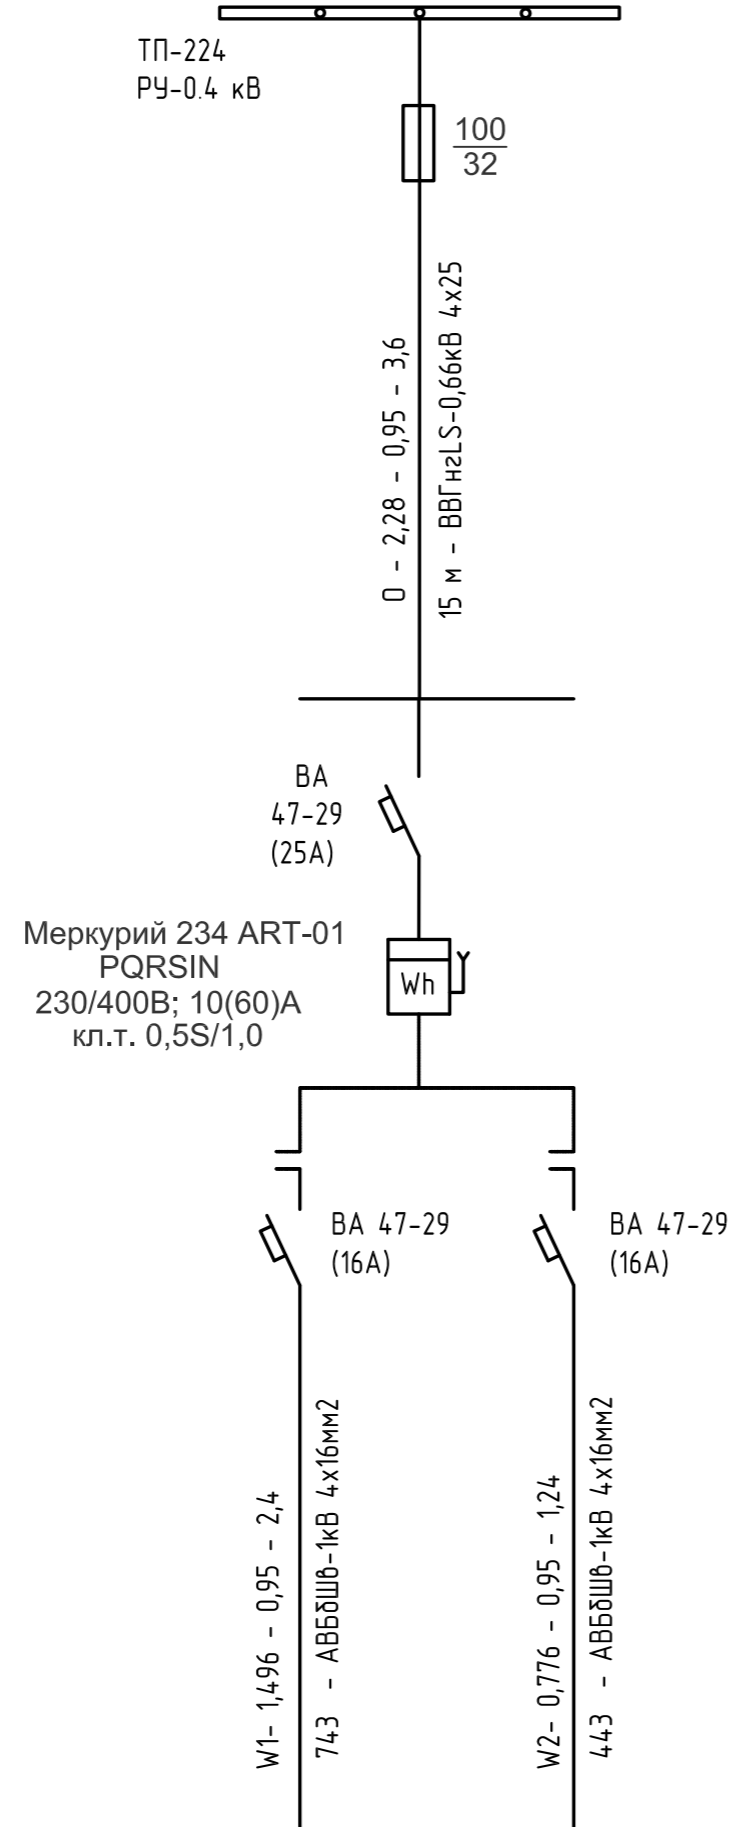 ТП-224
РУ-0.4 кВ
100
32
0 - 2,28 - 0,95 - 3,6
15 м - ВВГнгLS-0,66кВ 4х25
ВА
47-29
(25А)
Меркурий 234 ART-01
PQRSIN
230/400В; 10(60)А
кл.т. 0,5S/1,0
Wh
ВА 47-29
(16А)
ВА 47-29
(16А)
W1- 1,496 - 0,95 - 2,4
743 - АВБбШв-1кВ 4х16мм2
W2- 0,776 - 0,95 - 1,24
443 - АВБбШв-1кВ 4х16мм2